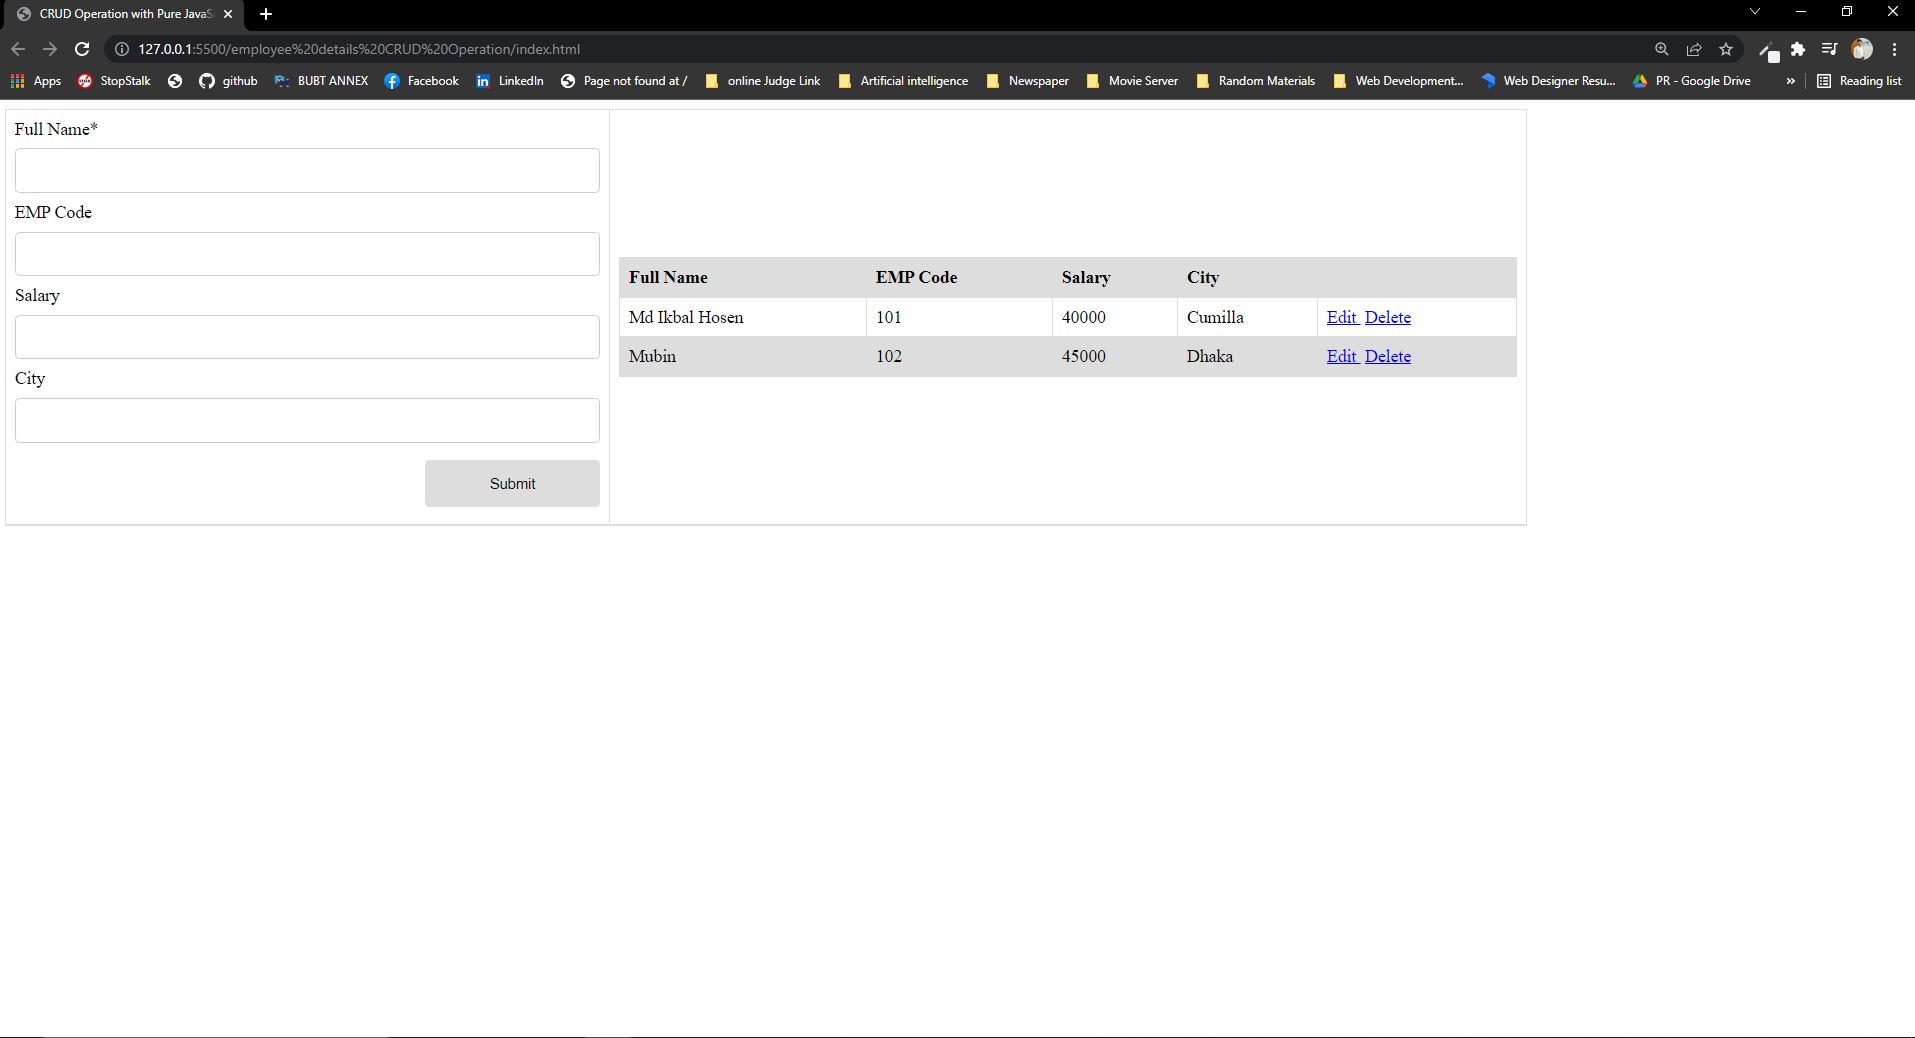 CRUD Operation with Pure JavaS
127.0.0.1:5500/employee%20details%20CRUD%20Operation/index.html
Apps StopStalk github BUBT ANNEX Facebook LinkedIn Page not found at / online Judge Link Artificial intelligence Newspaper Movie Server Random Materials Web Development... Web Designer Resu... PR - Google Drive » Reading list
Full Name*
EMP Code
Salary
City
Submit
Full Name EMP Code Salary City
Md Ikbal Hosen 101 40000 Cumilla Edit Delete
Mubin 102 45000 Dhaka Edit Delete